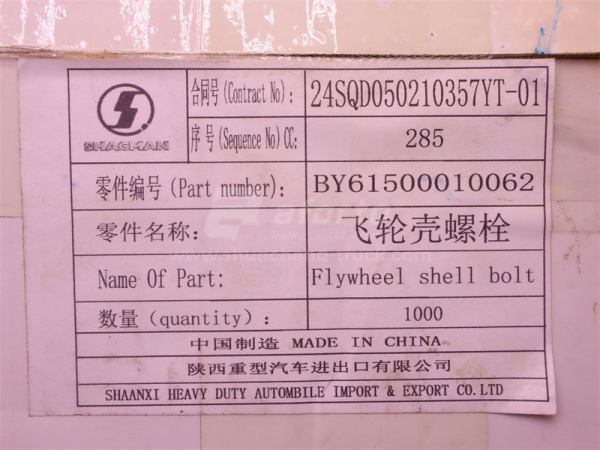 合同号(Contract No): 24SQD050210357YT-01
SHACMAN
序号(Sequence No)CC: 285
零件编号(Part number): BY61500010062
零件名称: 飞轮壳螺栓
Name Of Part: Flywheel shell bolt
数量(quantity): 1000
中国制造 MADE IN CHINA
陕西重型汽车进出口有限公司
SHAANXI HEAVY DUTY AUTOMBILE IMPORT & EXPORT CO.LTD